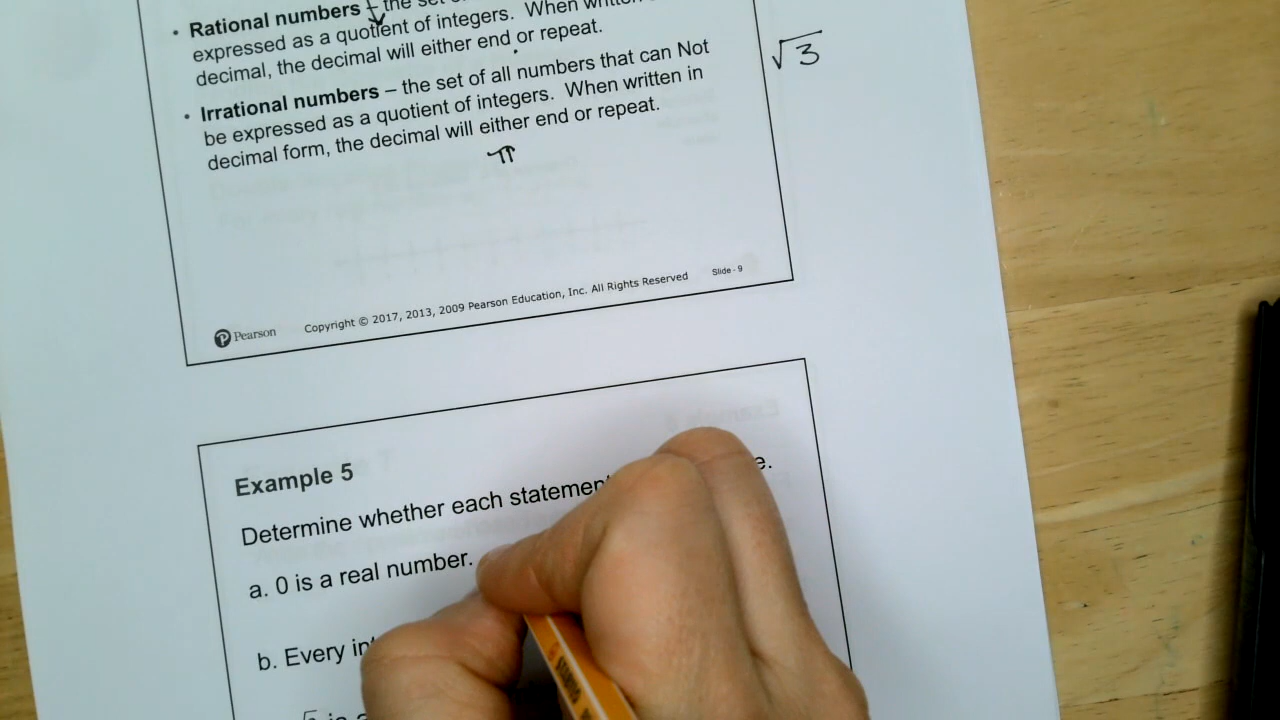 • Rational numbers – the set
expressed as a quotient of integers. When written
decimal, the decimal will either end or repeat.
√3
• Irrational numbers – the set of all numbers that can Not
be expressed as a quotient of integers. When written in
decimal form, the decimal will either end or repeat.
π
Pearson Copyright © 2017, 2013, 2009 Pearson Education, Inc. All Rights Reserved Slide - 9
Example 5
Determine whether each statement
a. 0 is a real number.
b. Every